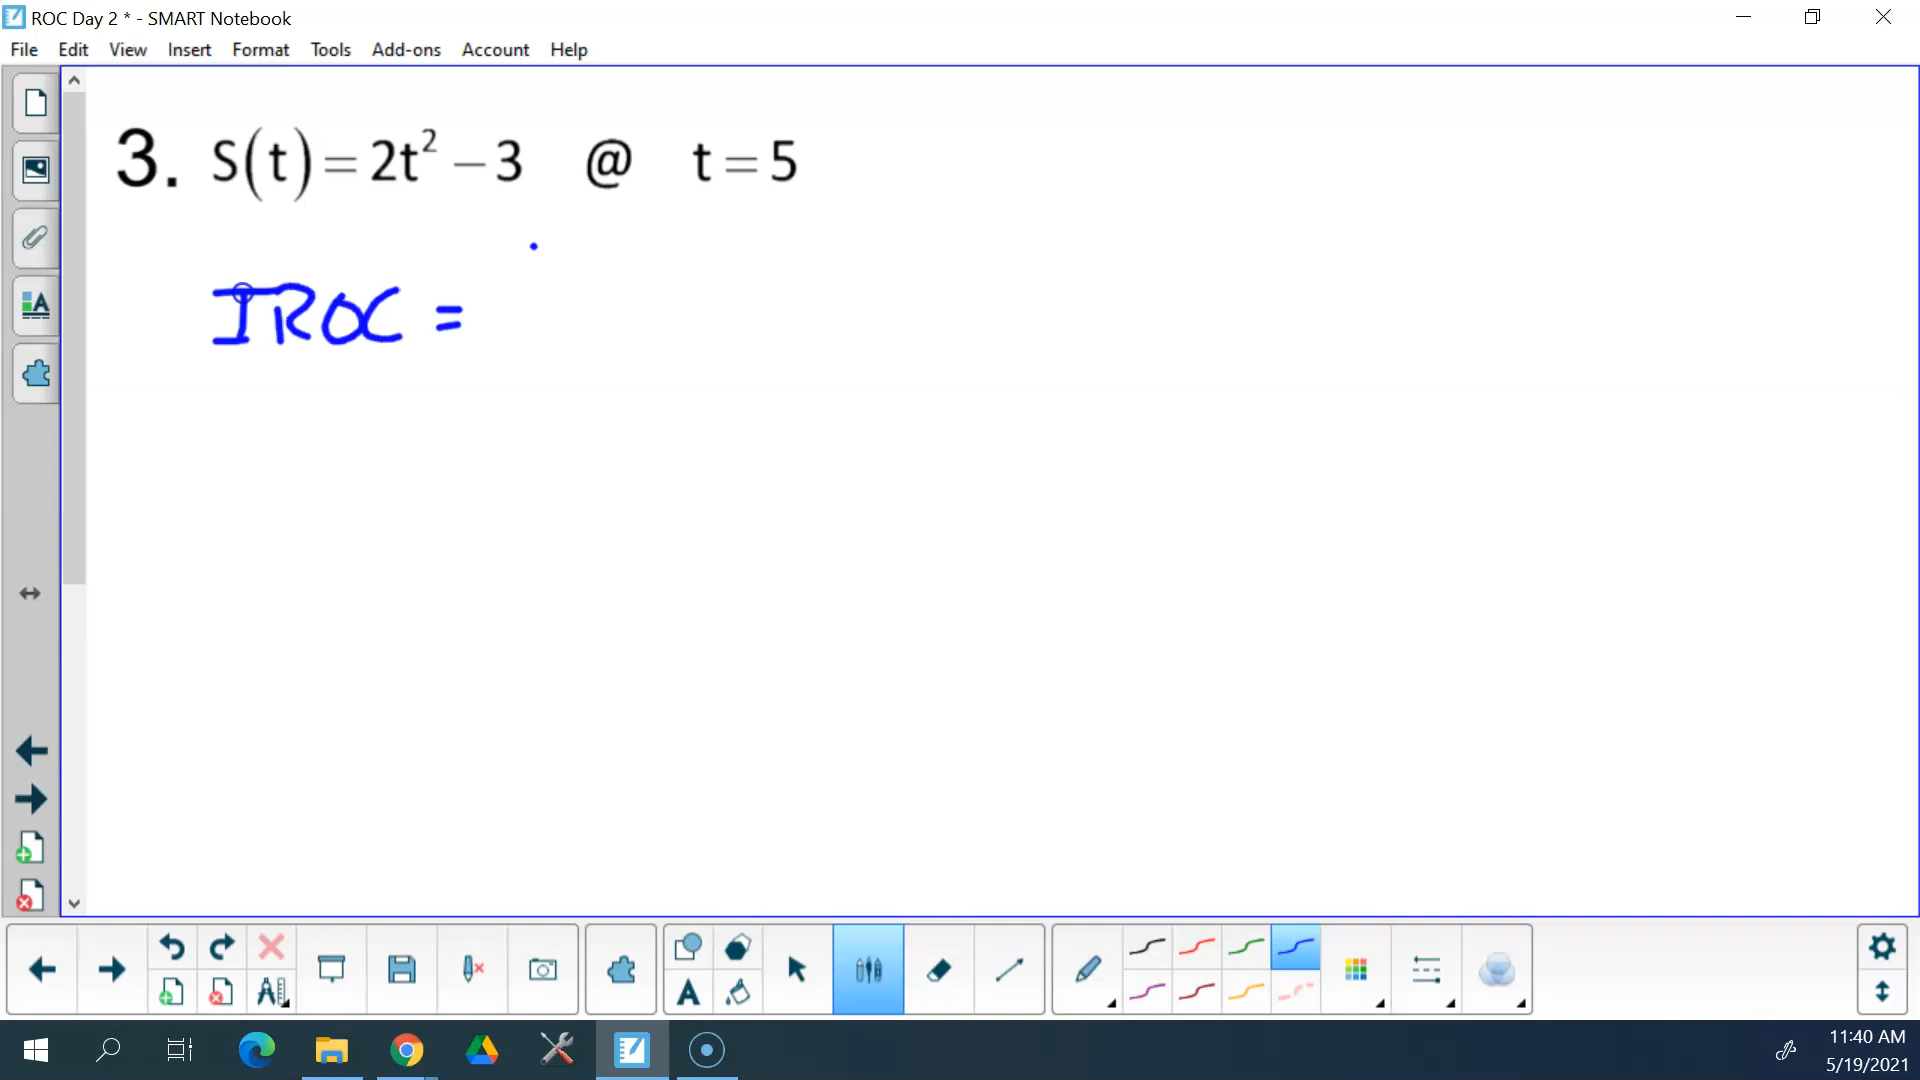 ROC Day 2 * - SMART Notebook
File Edit View Insert Format Tools Add-ons Account Help
3. S(t) = 2t² − 3 @ t = 5
IROC =
11:40 AM
5/19/2021